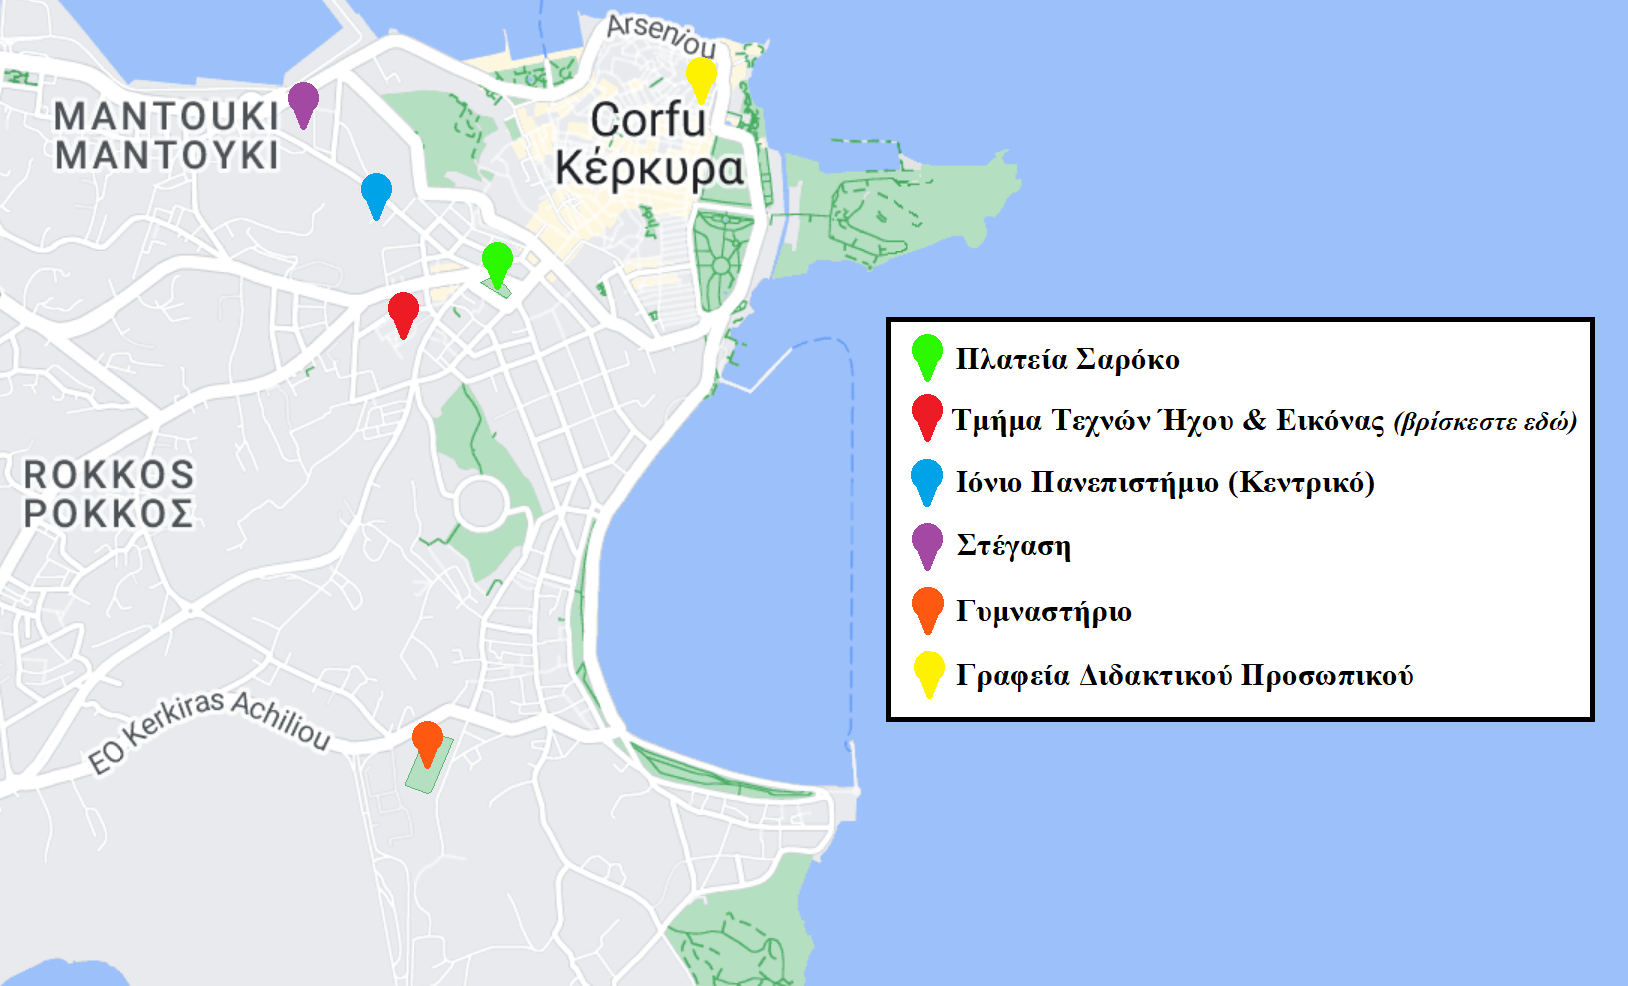 Arseniou
MANTOUKI
ΜΑΝΤΟΥΚΙ
Corfu
Κέρκυρα
ROKKOS
ΡΟΚΚΟΣ
EO Kerkiras Achiliou
Πλατεία Σαρόκο
Τμήμα Τεχνών Ήχου & Εικόνας (βρίσκεστε εδώ)
Ιόνιο Πανεπιστήμιο (Κεντρικό)
Στέγαση
Γυμναστήριο
Γραφεία Διδακτικού Προσωπικού